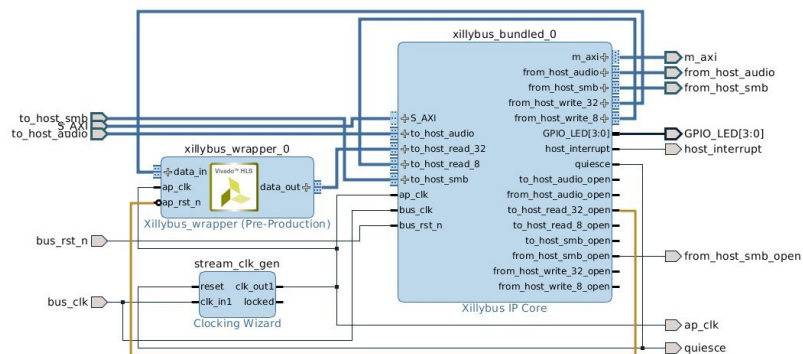 xillybus_bundled_0
m_axi
from_host_audio
from_host_smb
from_host_write_32
from_host_write_8
GPIO_LED[3:0]
host_interrupt
quiesce
to_host_audio_open
from_host_audio_open
to_host_read_32_open
to_host_read_8_open
to_host_smb_open
from_host_smb_open
from_host_write_32_open
from_host_write_8_open
S_AXI
to_host_audio
to_host_read_32
to_host_read_8
to_host_smb
ap_clk
bus_clk
bus_rst_n
Xillybus IP Core
m_axi
from_host_audio
from_host_smb
GPIO_LED[3:0]
host_interrupt
from_host_smb_open
ap_clk
quiesce
to_host_smb
S_AXI
to_host_audio
xillybus_wrapper_0
data_in
ap_clk
ap_rst_n
Vivado™ HLS
data_out
Xillybus_wrapper (Pre-Production)
bus_rst_n
stream_clk_gen
reset
clk_in1
clk_out1
locked
Clocking Wizard
bus_clk